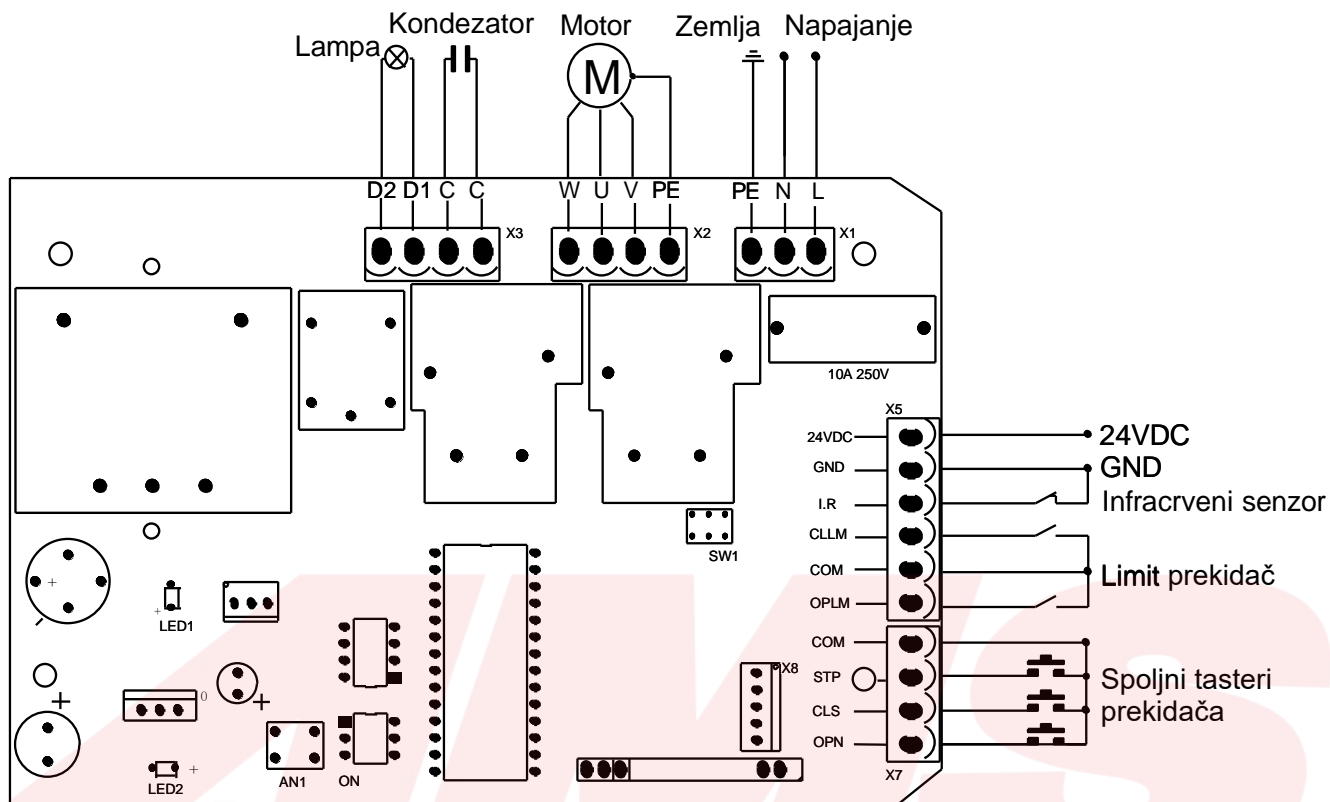 Lampa Kondezator Motor Zemlja Napajanje
M
D2 D1 C C W U V PE PE N L
X3 X2 X1
10A 250V
X5
24VDC 24VDC
GND GND
I.R Infracrveni senzor
CLLM
COM Limit prekidač
OPLM
COM
STP Spoljni tasteri
CLS prekidača
OPN
X7
SW1
X8
+
-
+ LED1
+
0
+
LED2 +
AN1
ON
AMS